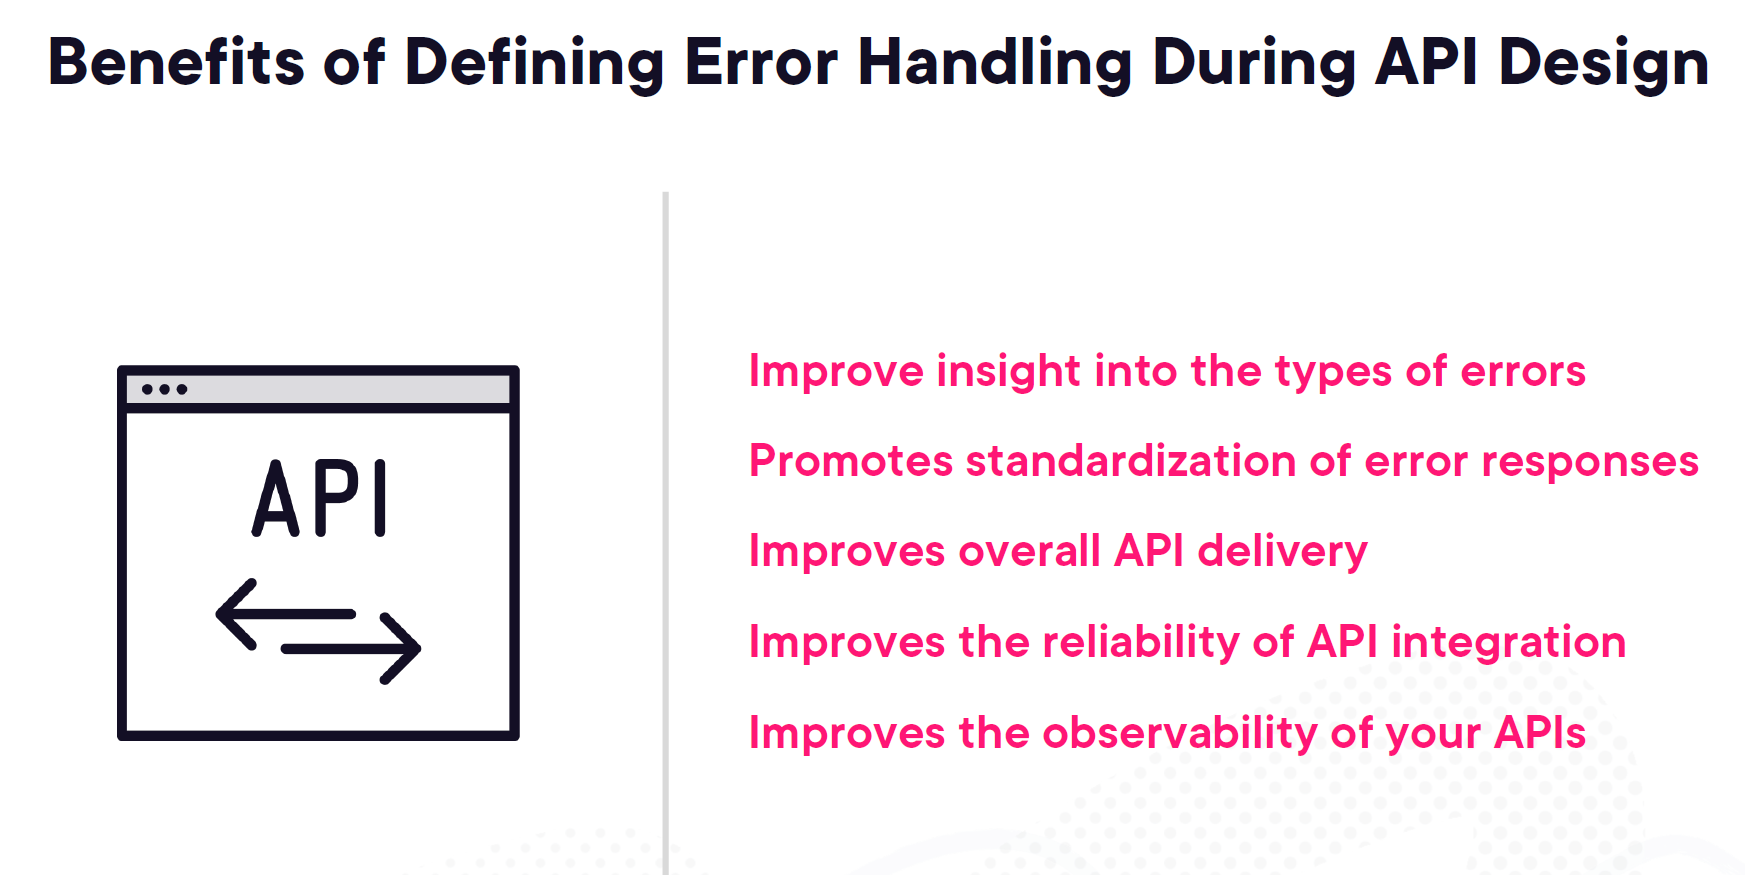 Benefits of Defining Error Handling During API Design
API
Improve insight into the types of errors
Promotes standardization of error responses
Improves overall API delivery
Improves the reliability of API integration
Improves the observability of your APIs